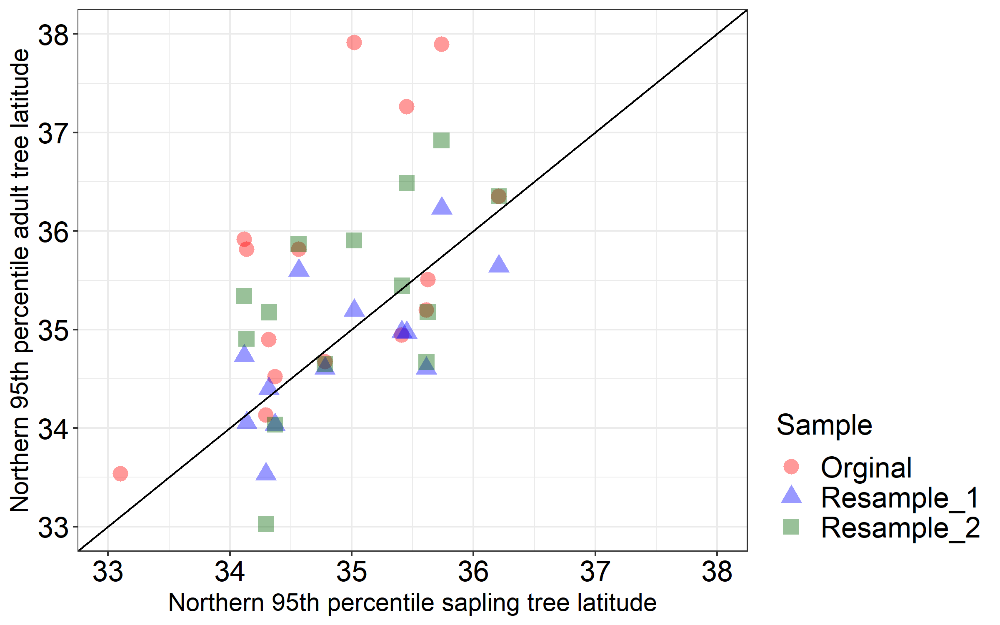 Northern 95th percentile adult tree latitude
38
37
36
35
34
33
33 34 35 36 37 38
Northern 95th percentile sapling tree latitude
Sample
Orginal
Resample_1
Resample_2